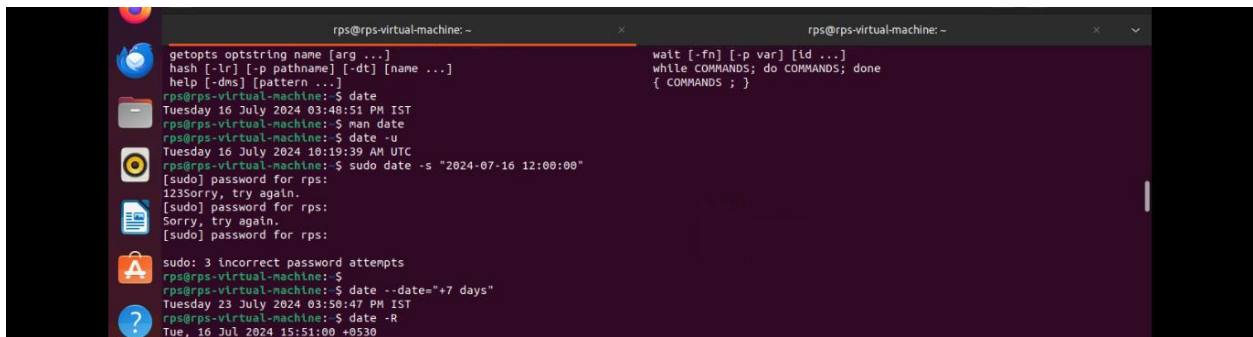 rps@rps-virtual-machine: ~
rps@rps-virtual-machine: ~
getopts optstring name [arg ...] wait [-fn] [-p var] [id ...]
hash [-lr] [-p pathname] [-dt] [name ...] while COMMANDS; do COMMANDS; done
help [-dms] [pattern ...] { COMMANDS ; }
rps@rps-virtual-machine:~$ date
Tuesday 16 July 2024 03:48:51 PM IST
rps@rps-virtual-machine:~$ man date
rps@rps-virtual-machine:~$ date -u
Tuesday 16 July 2024 10:19:39 AM UTC
rps@rps-virtual-machine:~$ sudo date -s "2024-07-16 12:00:00"
[sudo] password for rps:
123Sorry, try again.
[sudo] password for rps:
Sorry, try again.
[sudo] password for rps:
sudo: 3 incorrect password attempts
rps@rps-virtual-machine:~$
rps@rps-virtual-machine:~$ date --date="+7 days"
Tuesday 23 July 2024 03:50:47 PM IST
rps@rps-virtual-machine:~$ date -R
Tue, 16 Jul 2024 15:51:00 +0530